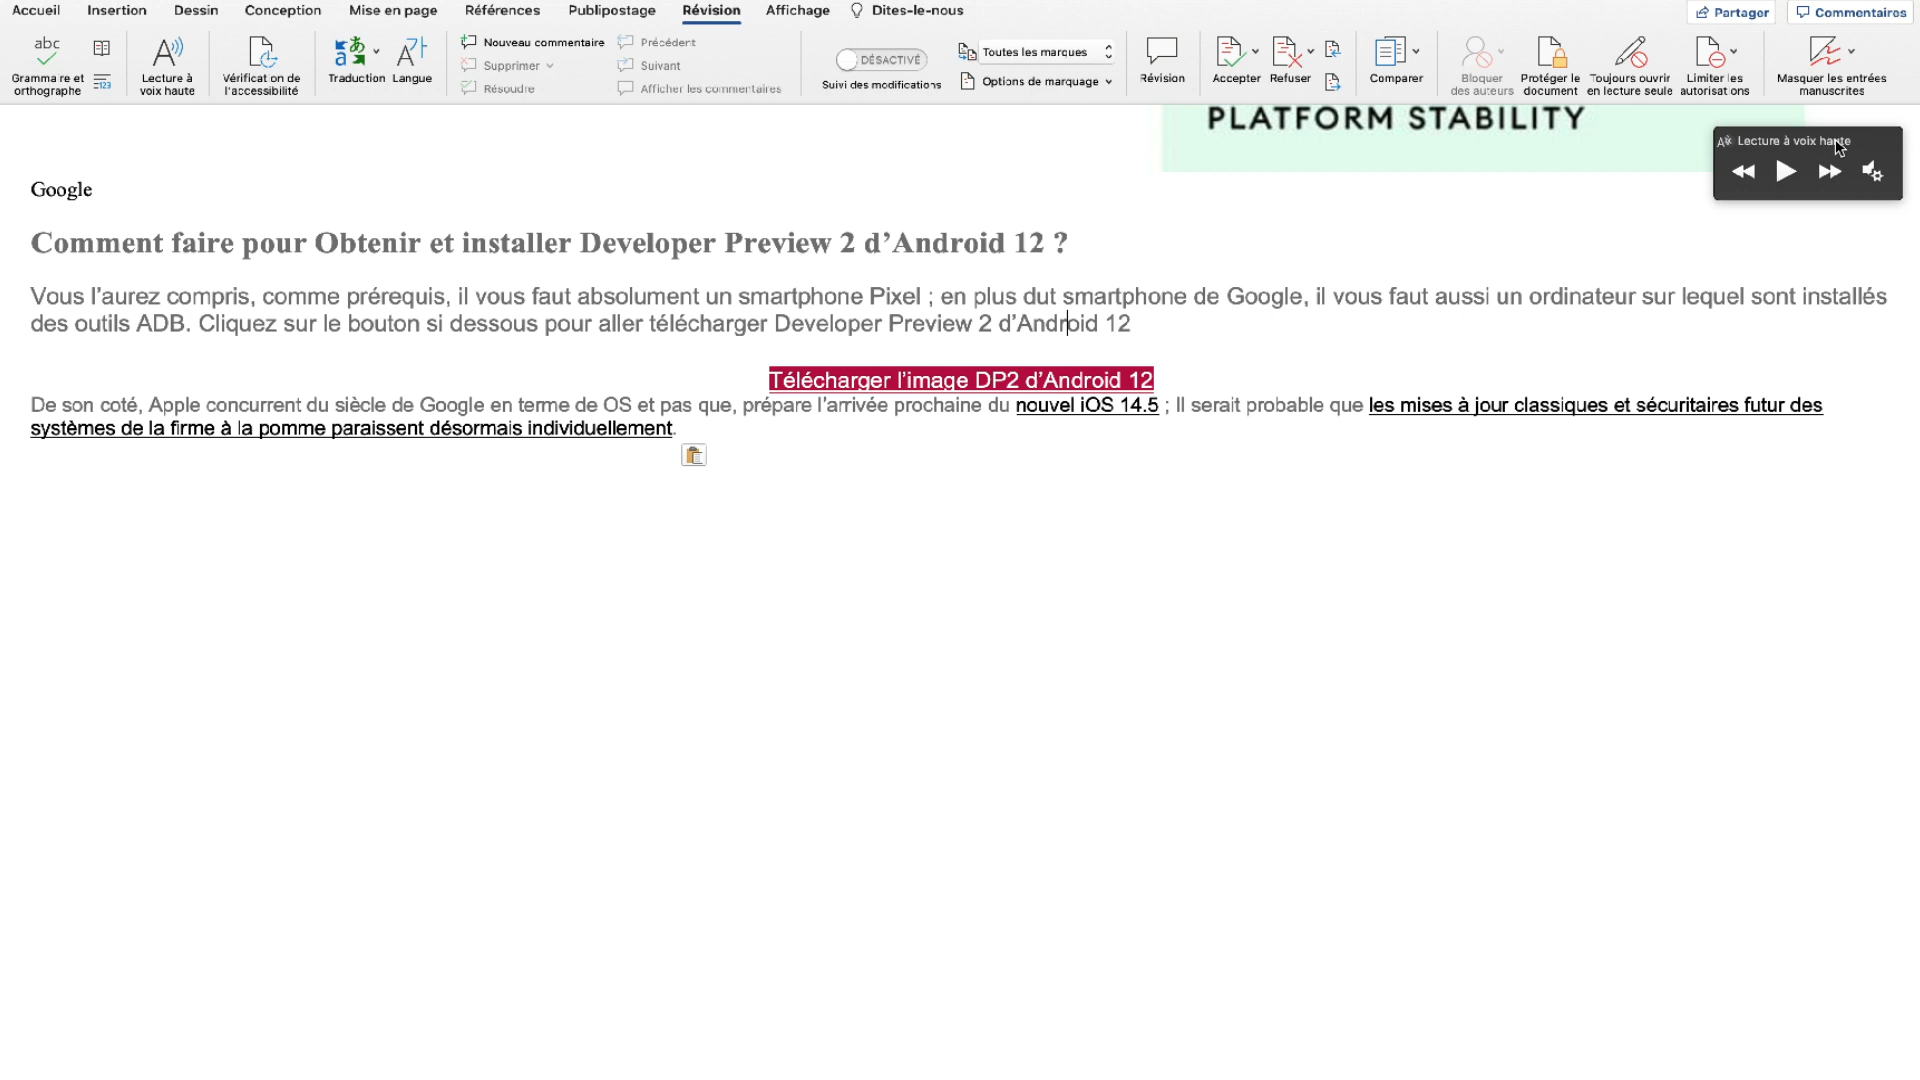 Accueil Insertion Dessin Conception Mise en page Références Publipostage Révision Affichage Dites-le-nous Partager Commentaires
abc
Grammaire et orthographe
123
Lecture à voix haute
Vérification de l'accessibilité
Traduction
Langue
Nouveau commentaire
Supprimer
Résoudre
Précédent
Suivant
Afficher les commentaires
DÉSACTIVÉ
Suivi des modifications
Toutes les marques
Options de marquage
Révision
Accepter
Refuser
Comparer
Bloquer des auteurs
Protéger le document
Toujours ouvrir en lecture seule
Limiter les autorisations
Masquer les entrées manuscrites
PLATFORM STABILITY
Lecture à voix haute
Google
Comment faire pour Obtenir et installer Developer Preview 2 d’Android 12 ?
Vous l’aurez compris, comme prérequis, il vous faut absolument un smartphone Pixel ; en plus dut smartphone de Google, il vous faut aussi un ordinateur sur lequel sont installés
des outils ADB. Cliquez sur le bouton si dessous pour aller télécharger Developer Preview 2 d’Android 12
Télécharger l’image DP2 d’Android 12
De son coté, Apple concurrent du siècle de Google en terme de OS et pas que, prépare l’arrivée prochaine du nouvel iOS 14.5 ; Il serait probable que les mises à jour classiques et sécuritaires futur des
systèmes de la firme à la pomme paraissent désormais individuellement.